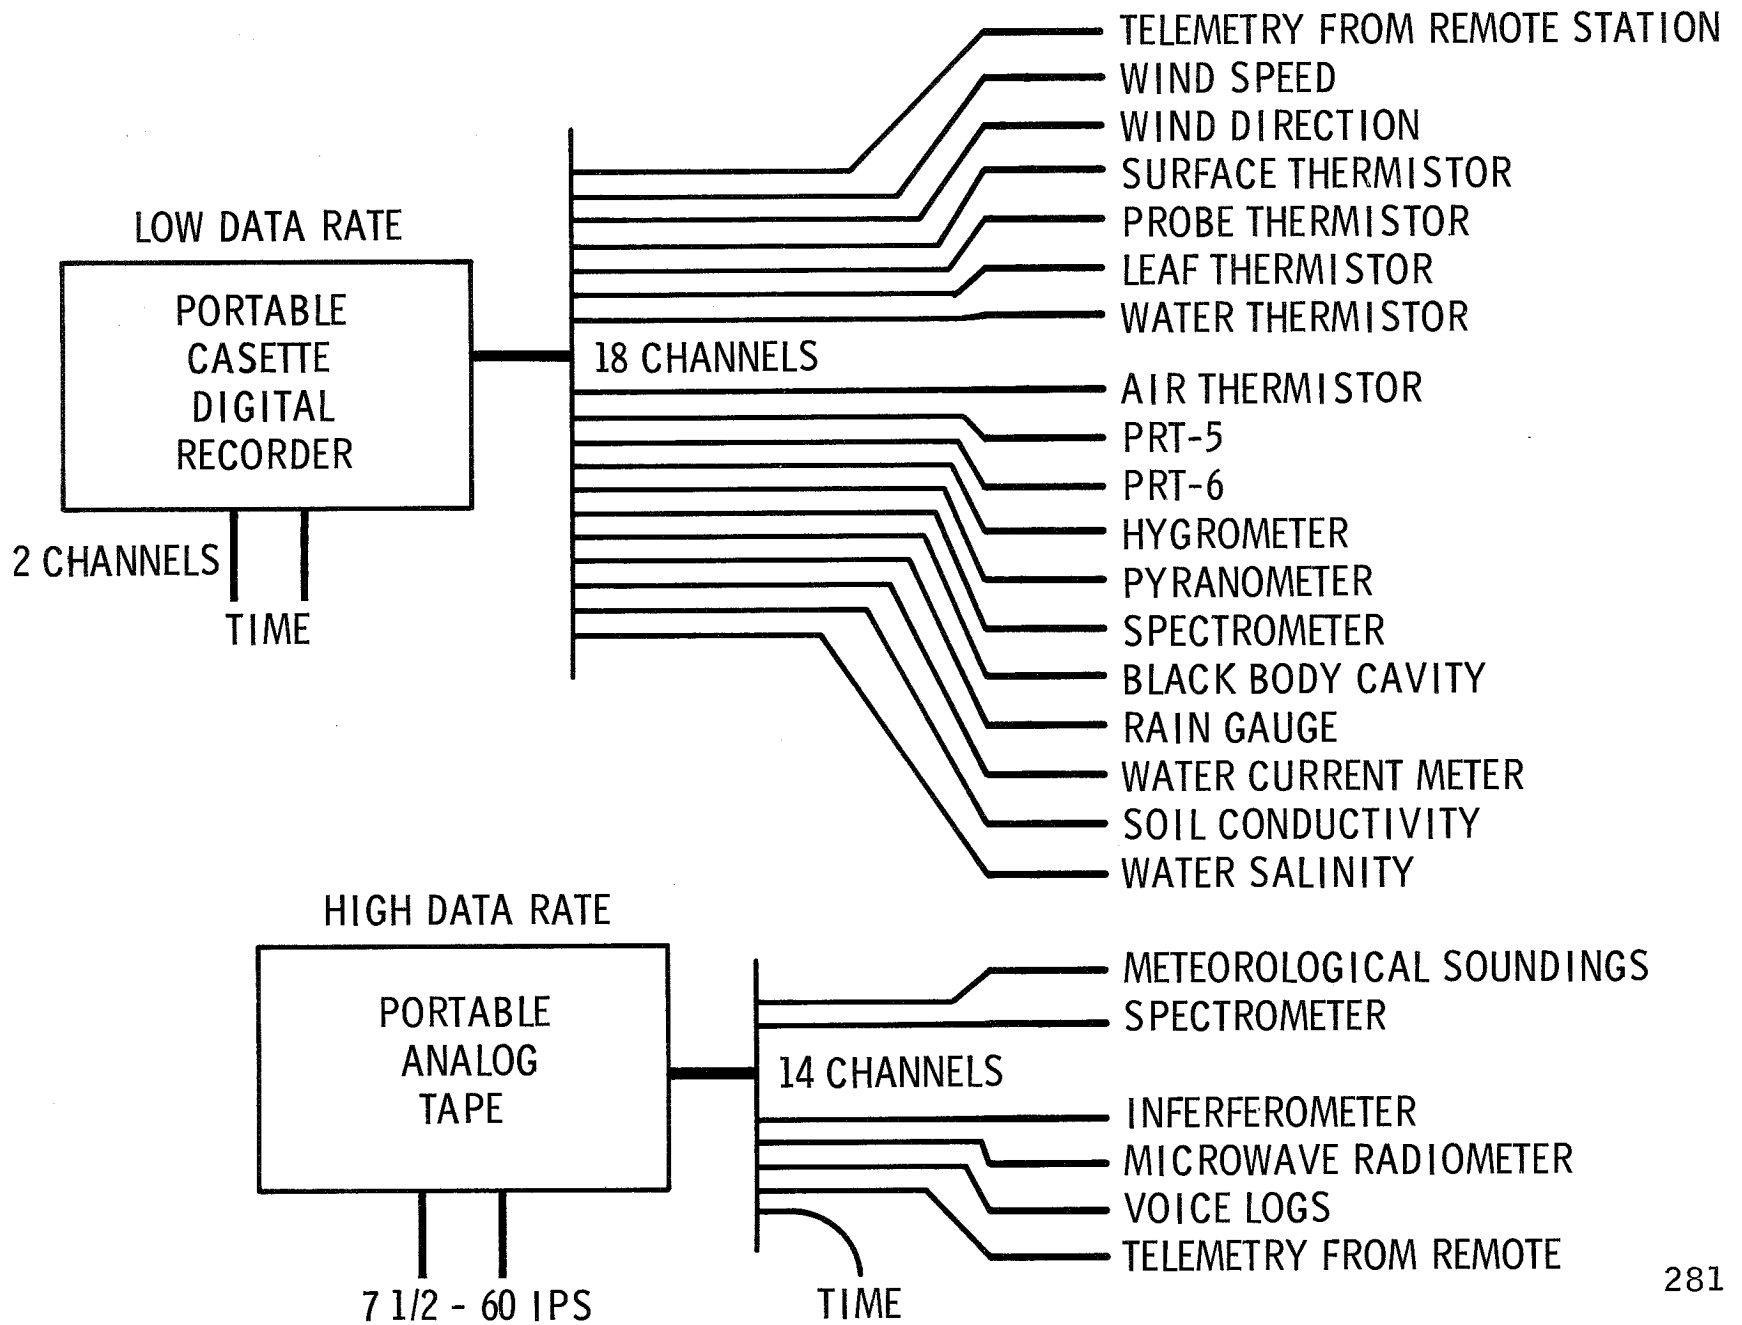 TELEMETRY FROM REMOTE STATION
WIND SPEED
WIND DIRECTION
SURFACE THERMISTOR
PROBE THERMISTOR
LEAF THERMISTOR
WATER THERMISTOR
LOW DATA RATE
PORTABLE
CASETTE
DIGITAL
RECORDER
18 CHANNELS
AIR THERMISTOR
PRT-5
PRT-6
HYGROMETER
PYRANOMETER
SPECTROMETER
BLACK BODY CAVITY
RAIN GAUGE
WATER CURRENT METER
SOIL CONDUCTIVITY
WATER SALINITY
2 CHANNELS
TIME
HIGH DATA RATE
PORTABLE
ANALOG
TAPE
METEOROLOGICAL SOUNDINGS
SPECTROMETER
14 CHANNELS
INFERFEROMETER
MICROWAVE RADIOMETER
VOICE LOGS
TELEMETRY FROM REMOTE
7 1/2 - 60 IPS
TIME
281